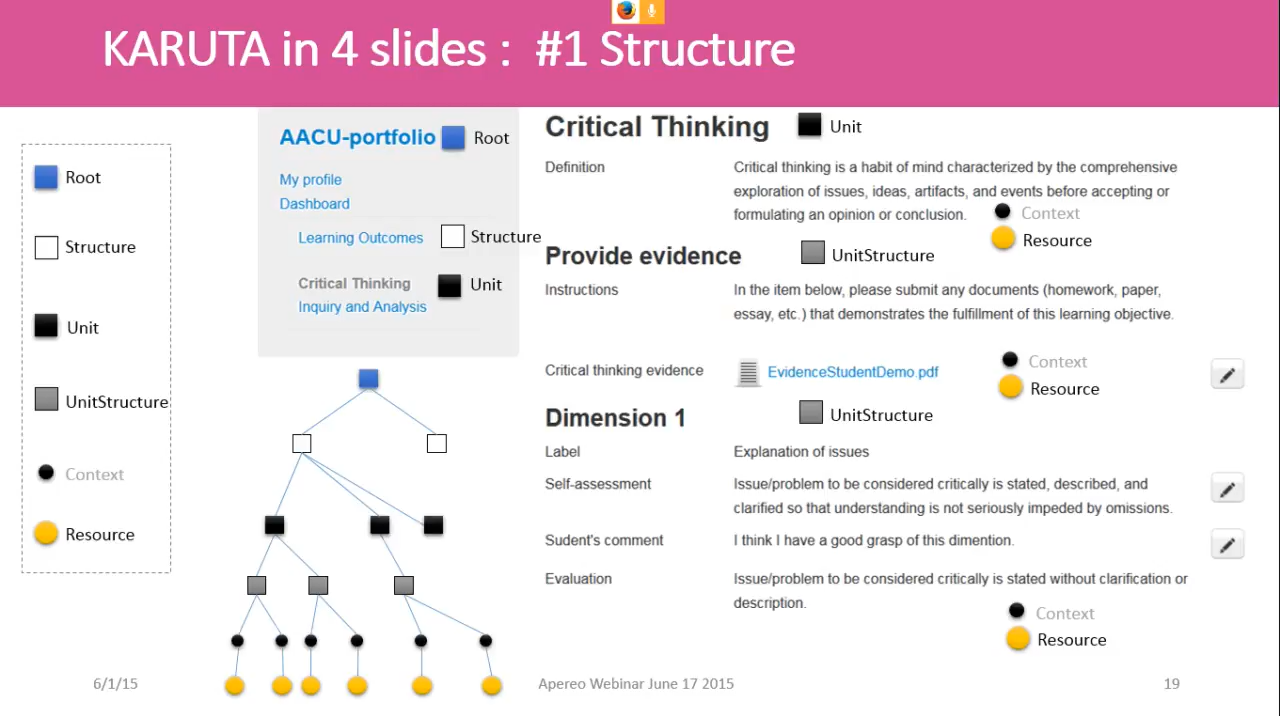 KARUTA in 4 slides :  #1 Structure
Root
Structure
Unit
UnitStructure
Context
Resource
AACU-portfolio Root
My profile
Dashboard
Learning Outcomes Structure
Critical Thinking Unit
Inquiry and Analysis
Critical Thinking Unit
Definition Critical thinking is a habit of mind characterized by the comprehensive
exploration of issues, ideas, artifacts, and events before accepting or
formulating an opinion or conclusion. Context
Resource
Provide evidence UnitStructure
Instructions In the item below, please submit any documents (homework, paper,
essay, etc.) that demonstrates the fulfillment of this learning objective.
Critical thinking evidence EvidenceStudentDemo.pdf Context
Resource
Dimension 1 UnitStructure
Label Explanation of issues
Self-assessment Issue/problem to be considered critically is stated, described, and
clarified so that understanding is not seriously impeded by omissions.
Sudent's comment I think I have a good grasp of this dimention.
Evaluation Issue/problem to be considered critically is stated without clarification or
description.
Context
Resource
6/1/15 Apereo Webinar June 17 2015 19